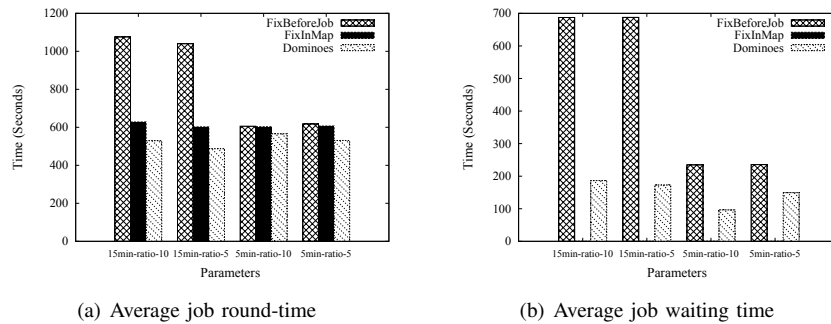 1200
1000
800
600
400
200
0
Time (Seconds)
FixBeforeJob
FixInMap
Dominoes
15min-ratio-10 15min-ratio-5 5min-ratio-10 5min-ratio-5
Parameters
(a) Average job round-time
700
600
500
400
300
200
100
0
Time (Seconds)
FixBeforeJob
FixInMap
Dominoes
15min-ratio-10 15min-ratio-5 5min-ratio-10 5min-ratio-5
Parameters
(b) Average job waiting time